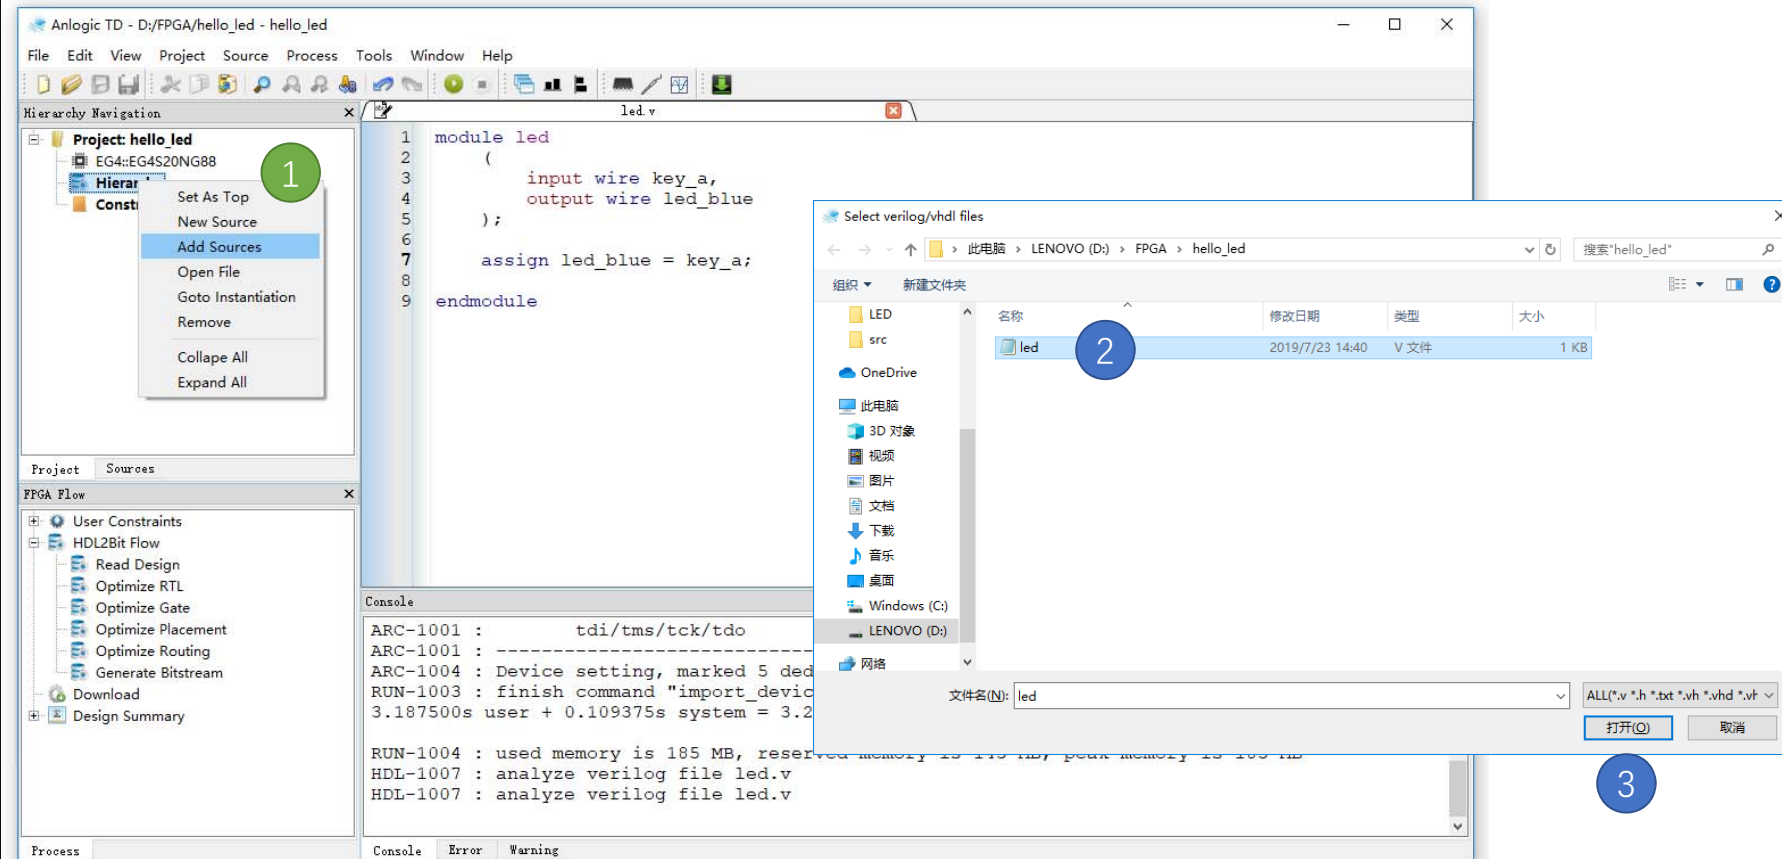 Anlogic TD - D:/FPGA/hello_led - hello_led
File Edit View Project Source Process Tools Window Help
Hierarchy Navigation
Project: hello_led
EG4::EG4S20NG88
Hierar
Constr
1
Set As Top
New Source
Add Sources
Open File
Goto Instantiation
Remove
Collape All
Expand All
Project Sources
FPGA Flow
User Constraints
HDL2Bit Flow
Read Design
Optimize RTL
Optimize Gate
Optimize Placement
Optimize Routing
Generate Bitstream
Download
Design Summary
Process
led.v
1 module led
2 (
3 input wire key_a,
4 output wire led_blue
5 );
6
7 assign led_blue = key_a;
8
9 endmodule
Console
ARC-1001 : tdi/tms/tck/tdo
ARC-1001 : ----------------------------
ARC-1004 : Device setting, marked 5 ded
RUN-1003 : finish command "import_devic
3.187500s user + 0.109375s system = 3.2
RUN-1004 : used memory is 185 MB, reser
HDL-1007 : analyze verilog file led.v
HDL-1007 : analyze verilog file led.v
Console Error Warning
Select verilog/vhdl files
此电脑 › LENOVO (D:) › FPGA › hello_led
搜索"hello_led"
组织 新建文件夹
LED
src
OneDrive
此电脑
3D 对象
视频
图片
文档
下载
音乐
桌面
Windows (C:)
LENOVO (D:)
网络
名称 修改日期 类型 大小
led 2019/7/23 14:40 V 文件 1 KB
2
文件名(N): led
ALL(*.v *.h *.txt *.vh *.vhd *.vh
打开(O) 取消
3